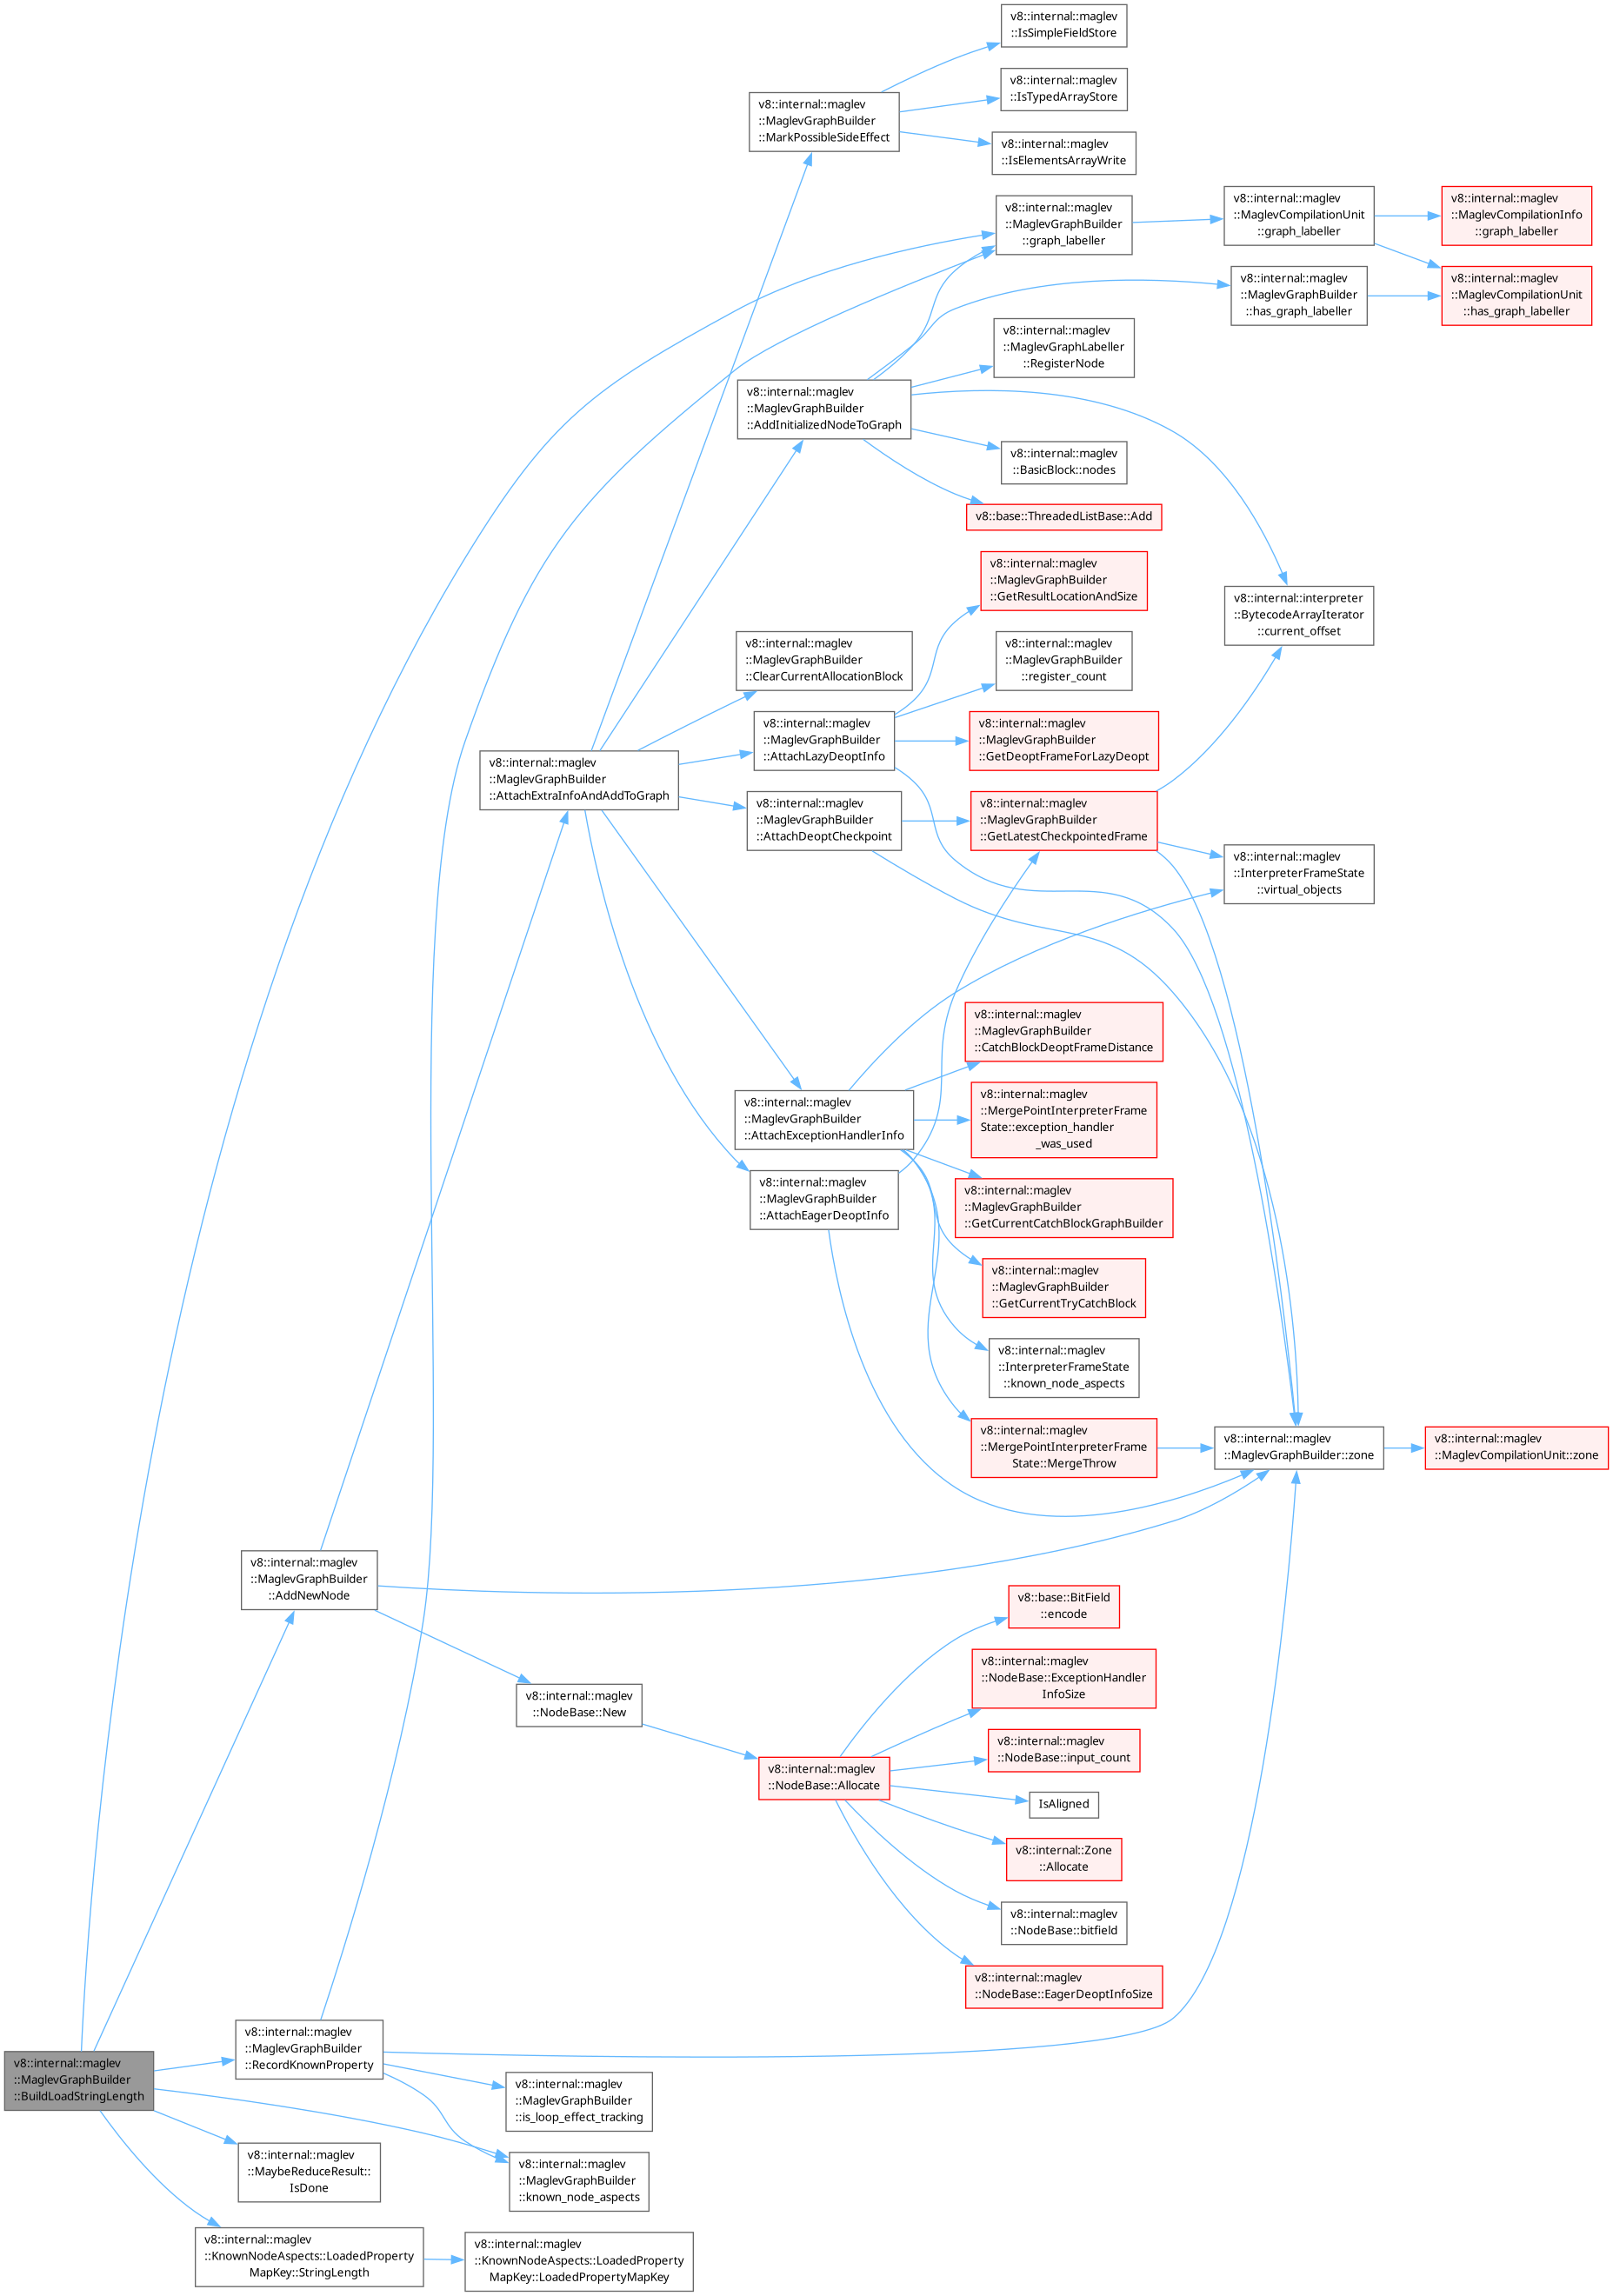 v8::internal::maglev
::IsSimpleFieldStore
v8::internal::maglev
::IsTypedArrayStore
v8::internal::maglev
::MaglevGraphBuilder
::MarkPossibleSideEffect
v8::internal::maglev
::IsElementsArrayWrite
v8::internal::maglev
::MaglevGraphBuilder
::graph_labeller
v8::internal::maglev
::MaglevCompilationUnit
::graph_labeller
v8::internal::maglev
::MaglevCompilationInfo
::graph_labeller
v8::internal::maglev
::MaglevGraphBuilder
::has_graph_labeller
v8::internal::maglev
::MaglevCompilationUnit
::has_graph_labeller
v8::internal::maglev
::MaglevGraphLabeller
::RegisterNode
v8::internal::maglev
::MaglevGraphBuilder
::AddInitializedNodeToGraph
v8::internal::maglev
::BasicBlock::nodes
v8::base::ThreadedListBase::Add
v8::internal::maglev
::MaglevGraphBuilder
::GetResultLocationAndSize
v8::internal::interpreter
::BytecodeArrayIterator
::current_offset
v8::internal::maglev
::MaglevGraphBuilder
::ClearCurrentAllocationBlock
v8::internal::maglev
::MaglevGraphBuilder
::register_count
v8::internal::maglev
::MaglevGraphBuilder
::AttachLazyDeoptInfo
v8::internal::maglev
::MaglevGraphBuilder
::GetDeoptFrameForLazyDeopt
v8::internal::maglev
::MaglevGraphBuilder
::AttachExtraInfoAndAddToGraph
v8::internal::maglev
::MaglevGraphBuilder
::AttachDeoptCheckpoint
v8::internal::maglev
::MaglevGraphBuilder
::GetLatestCheckpointedFrame
v8::internal::maglev
::InterpreterFrameState
::virtual_objects
v8::internal::maglev
::MaglevGraphBuilder
::CatchBlockDeoptFrameDistance
v8::internal::maglev
::MaglevGraphBuilder
::AttachExceptionHandlerInfo
v8::internal::maglev
::MergePointInterpreterFrame
State::exception_handler
_was_used
v8::internal::maglev
::MaglevGraphBuilder
::AttachEagerDeoptInfo
v8::internal::maglev
::MaglevGraphBuilder
::GetCurrentCatchBlockGraphBuilder
v8::internal::maglev
::MaglevGraphBuilder
::GetCurrentTryCatchBlock
v8::internal::maglev
::InterpreterFrameState
::known_node_aspects
v8::internal::maglev
::MergePointInterpreterFrame
State::MergeThrow
v8::internal::maglev
::MaglevGraphBuilder::zone
v8::internal::maglev
::MaglevCompilationUnit::zone
v8::internal::maglev
::MaglevGraphBuilder
::AddNewNode
v8::base::BitField
::encode
v8::internal::maglev
::NodeBase::ExceptionHandler
InfoSize
v8::internal::maglev
::NodeBase::New
v8::internal::maglev
::NodeBase::input_count
v8::internal::maglev
::NodeBase::Allocate
IsAligned
v8::internal::Zone
::Allocate
v8::internal::maglev
::NodeBase::bitfield
v8::internal::maglev
::NodeBase::EagerDeoptInfoSize
v8::internal::maglev
::MaglevGraphBuilder
::RecordKnownProperty
v8::internal::maglev
::MaglevGraphBuilder
::BuildLoadStringLength
v8::internal::maglev
::MaglevGraphBuilder
::is_loop_effect_tracking
v8::internal::maglev
::MaybeReduceResult::
IsDone
v8::internal::maglev
::MaglevGraphBuilder
::known_node_aspects
v8::internal::maglev
::KnownNodeAspects::LoadedProperty
MapKey::StringLength
v8::internal::maglev
::KnownNodeAspects::LoadedProperty
MapKey::LoadedPropertyMapKey